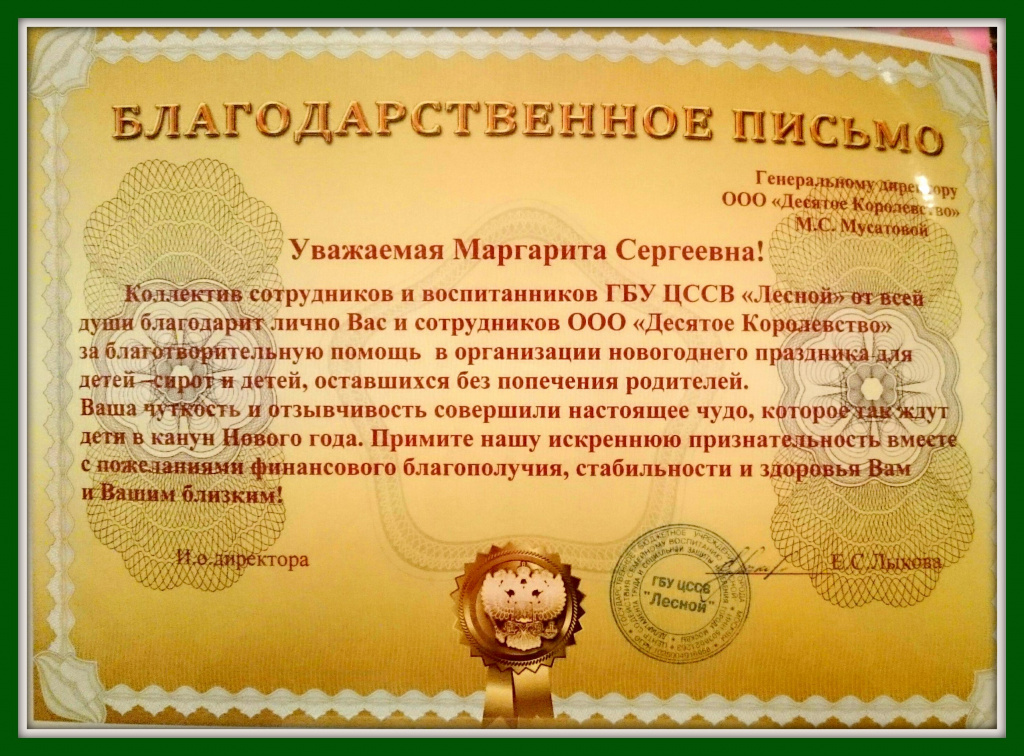 БЛАГОДАРСТВЕННОЕ ПИСЬМО
Генеральному директору
ООО «Десятое Королевство»
М.С. Мусатовой
Уважаемая Маргарита Сергеевна!
Коллектив сотрудников и воспитанников ГБУ ЦССВ «Лесной» от всей
души благодарит лично Вас и сотрудников ООО «Десятое Королевство»
за благотворительную помощь в организации новогоднего праздника для
детей –сирот и детей, оставшихся без попечения родителей.
Ваша чуткость и отзывчивость совершили настоящее чудо, которое так ждут
дети в канун Нового года. Примите нашу искреннюю признательность вместе
с пожеланиями финансового благополучия, стабильности и здоровья Вам
и Вашим близким!
И.о.директора
Е.С.Лыкова
ГБУ ЦССВ
"Лесной"